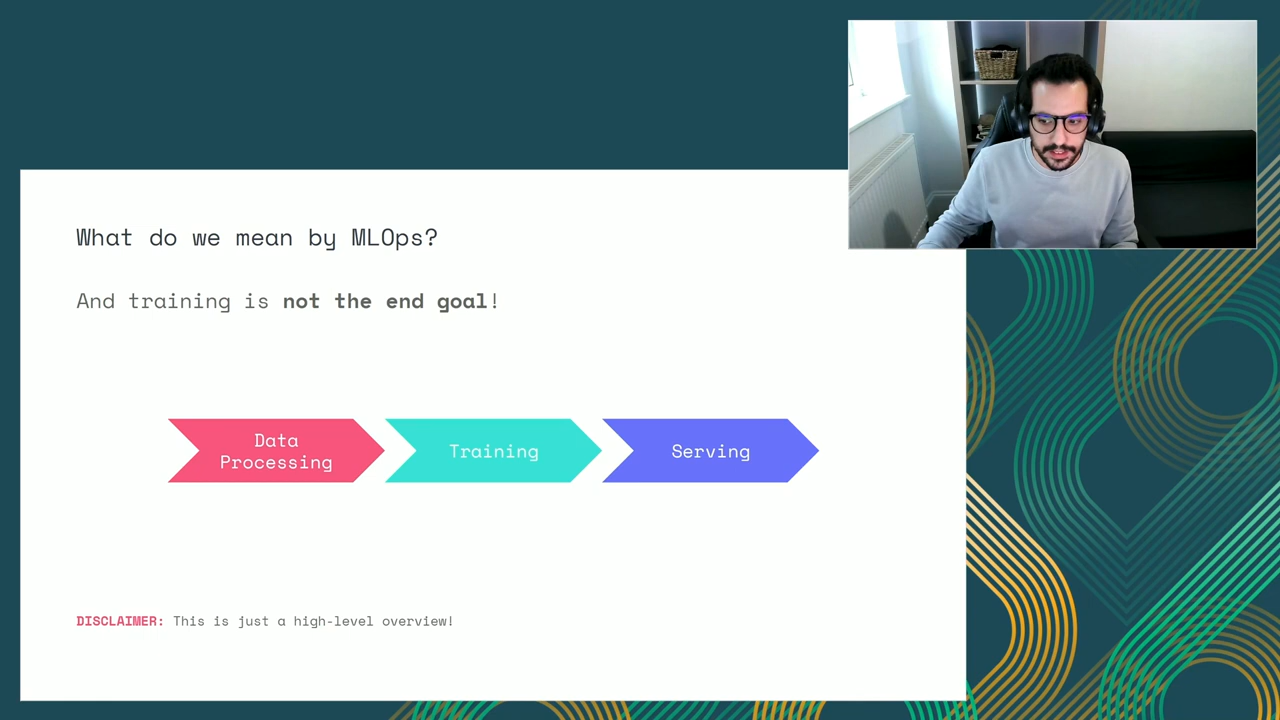 What do we mean by MLOps?
And training is not the end goal!
Data
Processing
Training
Serving
DISCLAIMER: This is just a high-level overview!